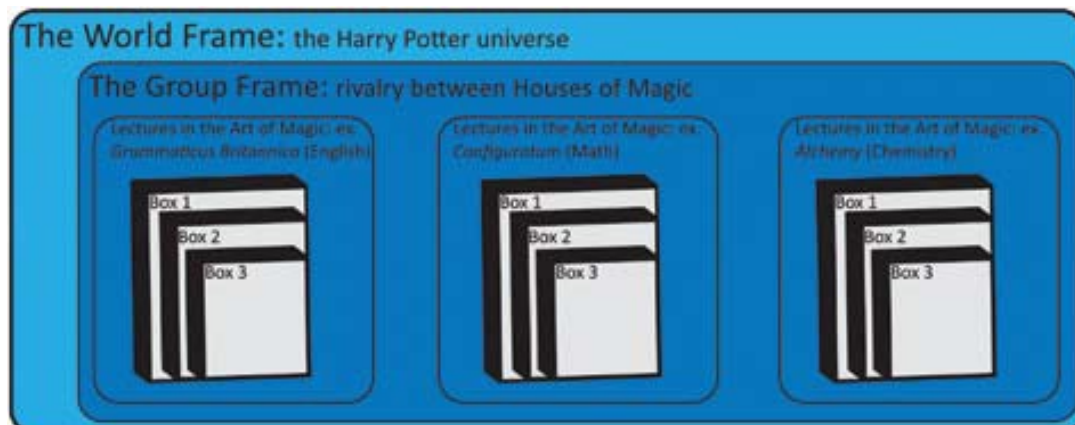 The World Frame: the Harry Potter universe
The Group Frame: rivalry between Houses of Magic
Lectures in the Art of Magic: ex.
Grammaticus Britannica (English)
Box 1
Box 2
Box 3
Lectures in the Art of Magic: ex.
Configuratum (Math)
Box 1
Box 2
Box 3
Lectures in the Art of Magic: ex.
Alchemy (Chemistry)
Box 1
Box 2
Box 3